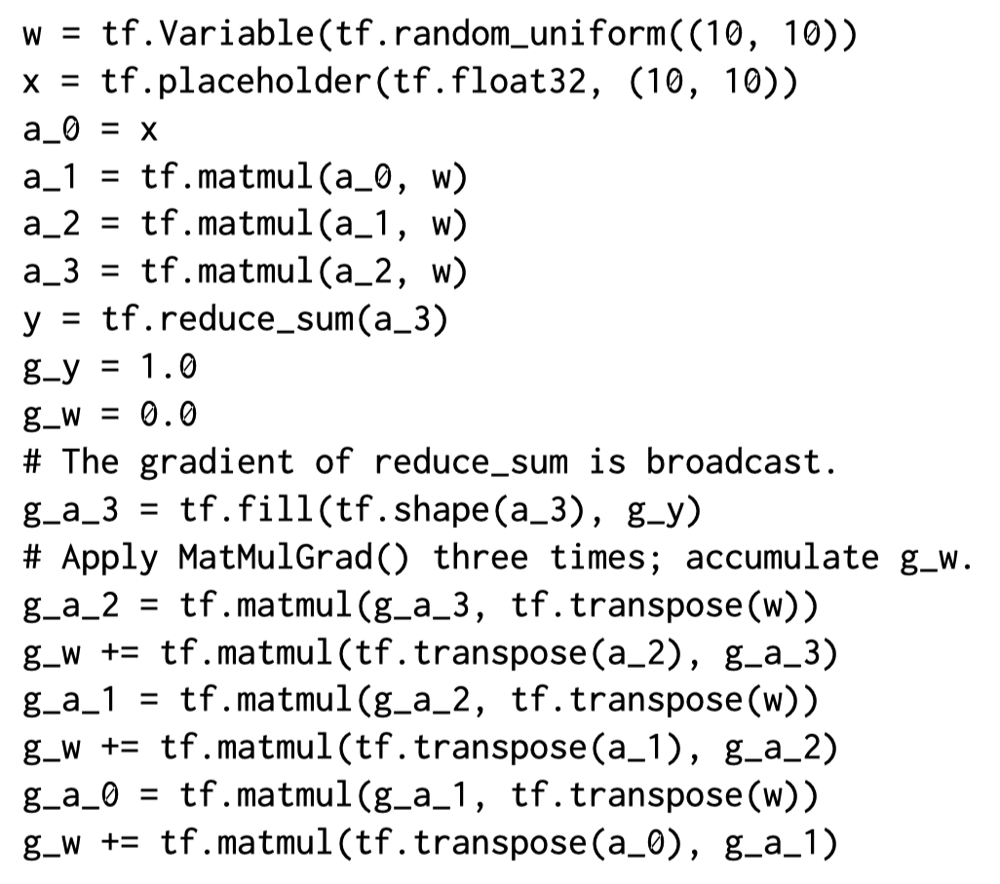 w = tf.Variable(tf.random_uniform((10, 10))
x = tf.placeholder(tf.float32, (10, 10))
a_0 = x
a_1 = tf.matmul(a_0, w)
a_2 = tf.matmul(a_1, w)
a_3 = tf.matmul(a_2, w)
y = tf.reduce_sum(a_3)
g_y = 1.0
g_w = 0.0
# The gradient of reduce_sum is broadcast.
g_a_3 = tf.fill(tf.shape(a_3), g_y)
# Apply MatMulGrad() three times; accumulate g_w.
g_a_2 = tf.matmul(g_a_3, tf.transpose(w))
g_w += tf.matmul(tf.transpose(a_2), g_a_3)
g_a_1 = tf.matmul(g_a_2, tf.transpose(w))
g_w += tf.matmul(tf.transpose(a_1), g_a_2)
g_a_0 = tf.matmul(g_a_1, tf.transpose(w))
g_w += tf.matmul(tf.transpose(a_0), g_a_1)